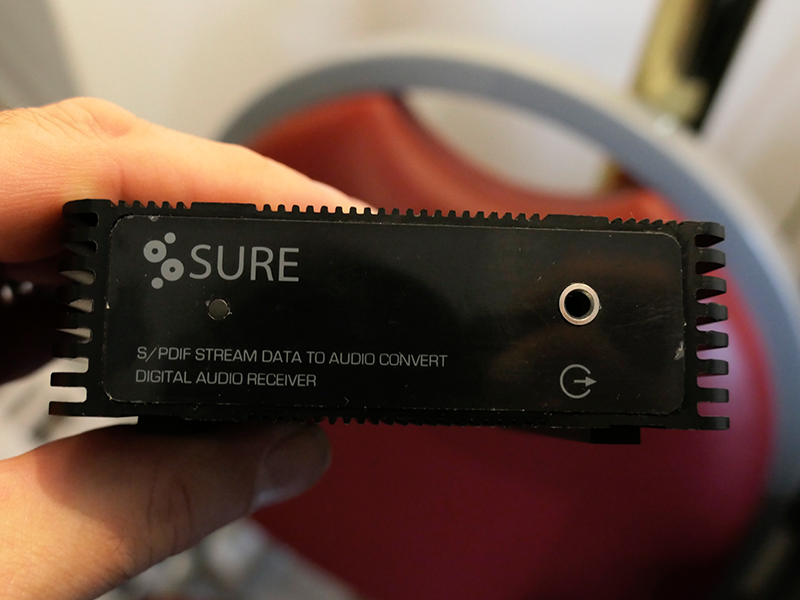 SURE
S/PDIF STREAM DATA TO AUDIO CONVERT
DIGITAL AUDIO RECEIVER